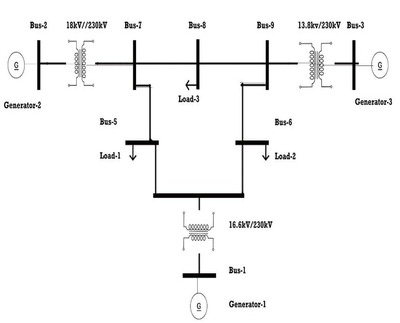 Bus-2
18kV//230kV
Bus-7
Bus-8
Bus-9
13.8kv/230kV
Bus-3
G
G
Generator-2
Load-3
Generator-3
Bus-5
Bus-6
Load-1
Load-2
16.6kV/230kV
Bus-1
G
Generator-1